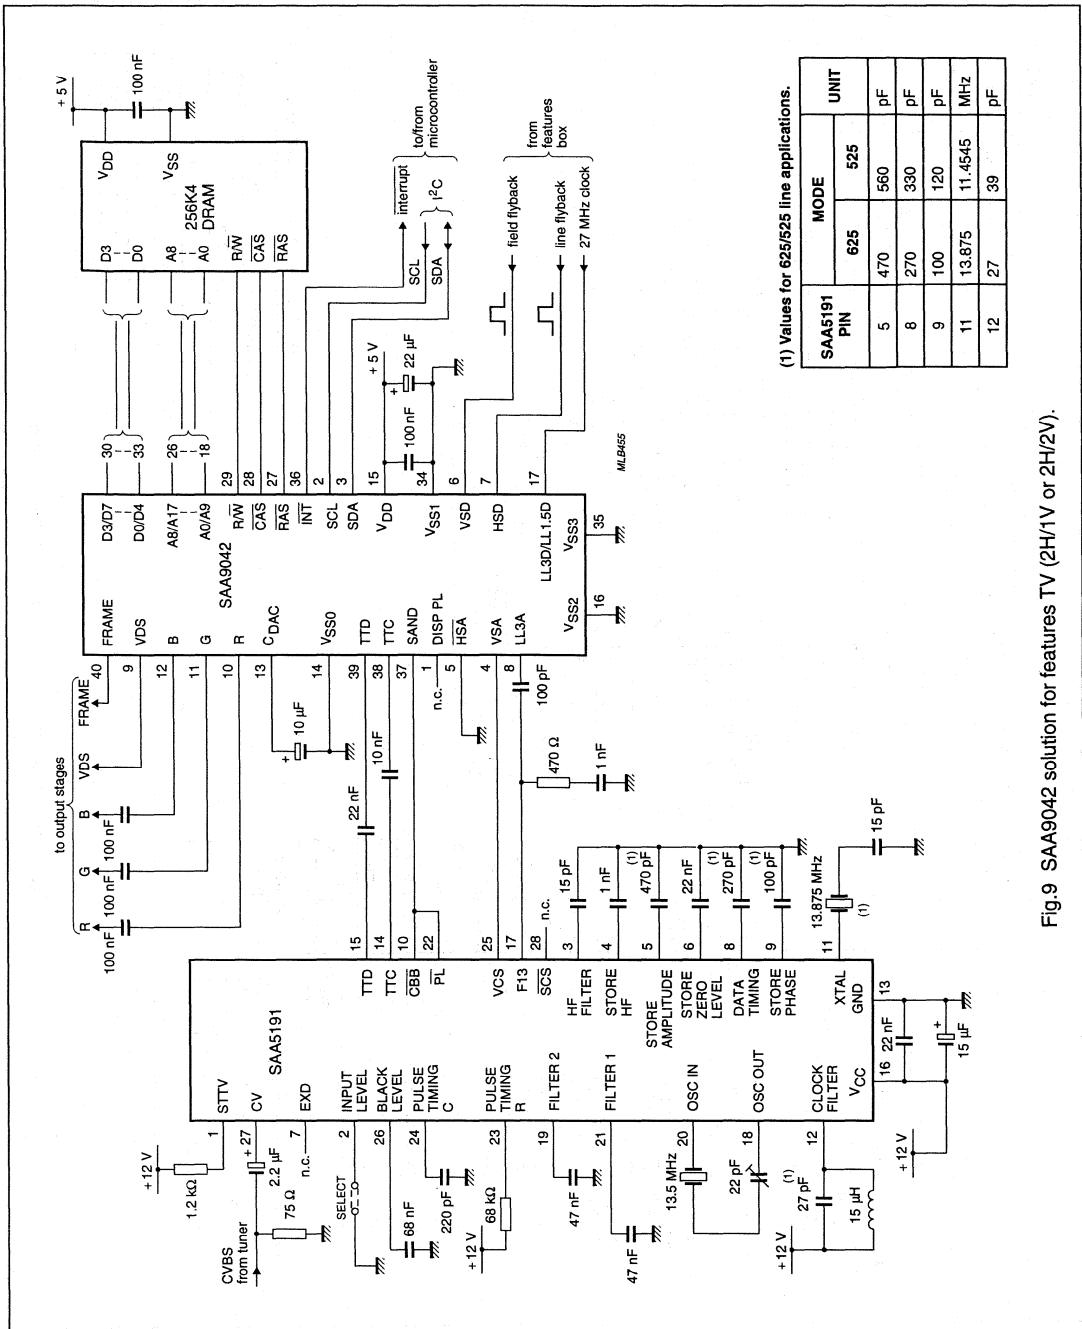 CVBS
from tuner
75 Ω
2.2 µF
+12 V
1.2 kΩ
SELECT
68 nF
220 pF
+12 V
68 kΩ
47 nF
47 nF
13.5 MHz
22 pF
+12 V
27 pF
(1)
15 µH
+12 V
22 nF
15 µF
+
SAA5191
1 STTV
+ 27 CV
n.c. 7 EXD
2 INPUT
LEVEL
26 BLACK
LEVEL
24 PULSE
TIMING
C
23 PULSE
TIMING
R
19 FILTER 2
21 FILTER 1
20 OSC IN
18 OSC OUT
12 CLOCK
FILTER
16 VCC
TTD 15
TTC 14
CBB 10
PL 22
VCS 25
F13 17
SCS 28 n.c.
HF
FILTER 3
STORE
HF 4
STORE
AMPLITUDE 5
STORE
ZERO
LEVEL 6
DATA
TIMING 8
STORE
PHASE 9
XTAL 11
GND 13
15 pF
1 nF
(1)
470 pF
22 nF
(1)
270 pF
(1)
100 pF
13.875 MHz
(1)
15 pF
to output stages
R G B VDS FRAME
100 nF
100 nF
100 nF
+
10 µF
22 nF
10 nF
470 Ω
1 nF
100 pF
SAA9042
40 FRAME
9 VDS
12 B
11 G
10 R
13 CDAC
14 VSS0
39 TTD
38 TTC
37 SAND
n.c. 1 DISP PL
5 HSA
4 VSA
8 LL3A
D3/D7 30
D0/D4 33
A8/A17 26
A0/A9 18
R/W 29
CAS 28
RAS 27
INT 36
SCL 2
SDA 3
VDD 15
VSS1 34
VSD 6
HSD 7
LL3D/LL1.5D 17
VSS2 16
VSS3 35
100 nF
+
22 µF
+ 5 V
MLB455
256K4
DRAM
D3
D0
A8
A0
R/W
CAS
RAS
VDD
VSS
+ 5 V
100 nF
interrupt
SCL
SDA
I²C
to/from
microcontroller
field flyback
line flyback
27 MHz clock
from
features
box
(1) Values for 625/525 line applications.
SAA5191
PIN MODE UNIT
625 525
5 470 560 pF
8 270 330 pF
9 100 120 pF
11 13.875 11.4545 MHz
12 27 39 pF
Fig.9 SAA9042 solution for features TV (2H/1V or 2H/2V).